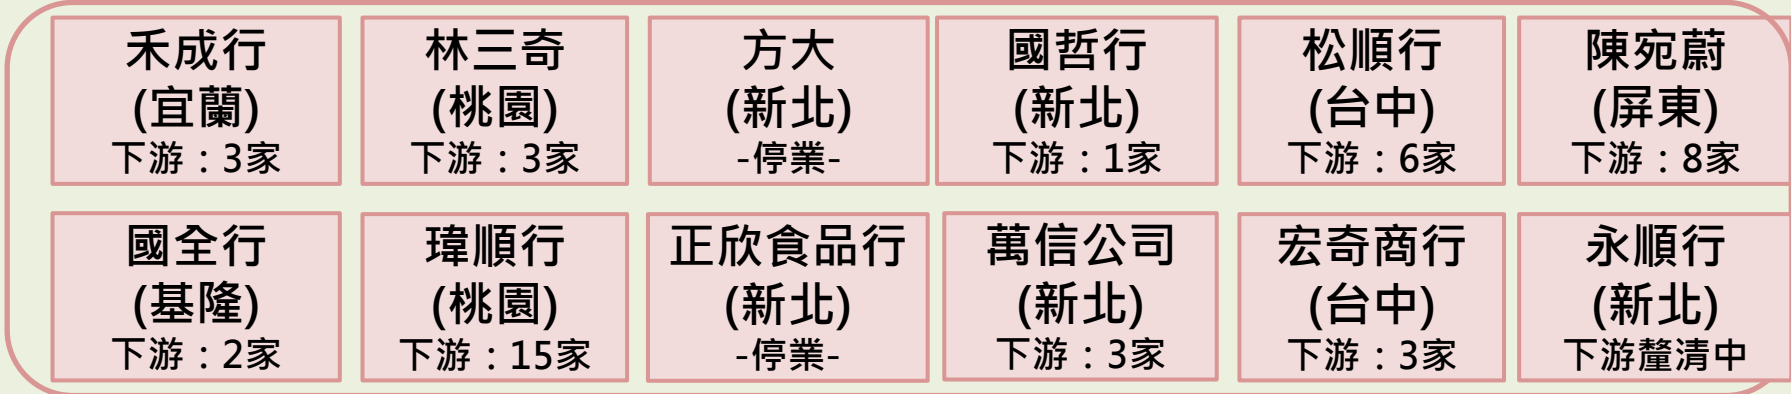 禾成行
(宜蘭)
下游：3家
林三奇
(桃園)
下游：3家
方大
(新北)
-停業-
國哲行
(新北)
下游：1家
松順行
(台中)
下游：6家
陳宛蔚
(屏東)
下游：8家
國全行
(基隆)
下游：2家
瑋順行
(桃園)
下游：15家
正欣食品行
(新北)
-停業-
萬信公司
(新北)
下游：3家
宏奇商行
(台中)
下游：3家
永順行
(新北)
下游釐清中